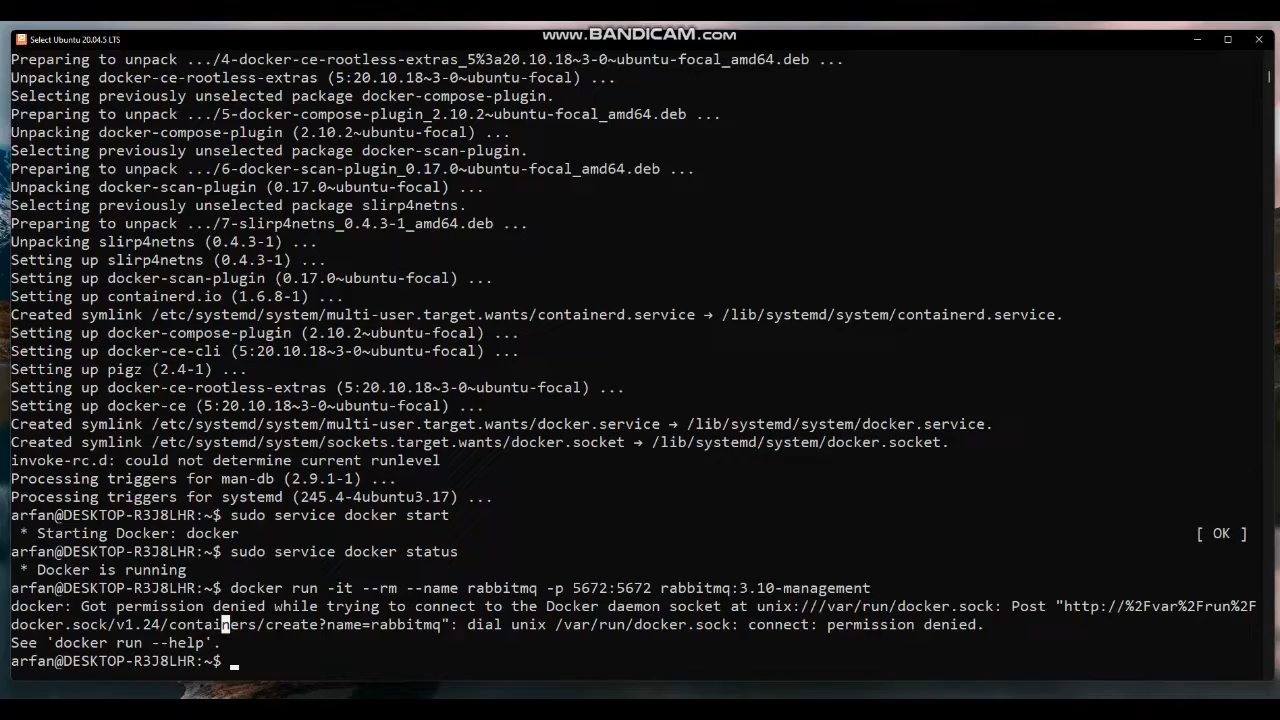 www.BANDICAM.com
Select Ubuntu 20.04.5 LTS
Preparing to unpack .../4-docker-ce-rootless-extras_5%3a20.10.18~3-0~ubuntu-focal_amd64.deb ...
Unpacking docker-ce-rootless-extras (5:20.10.18~3-0~ubuntu-focal) ...
Selecting previously unselected package docker-compose-plugin.
Preparing to unpack .../5-docker-compose-plugin_2.10.2~ubuntu-focal_amd64.deb ...
Unpacking docker-compose-plugin (2.10.2~ubuntu-focal) ...
Selecting previously unselected package docker-scan-plugin.
Preparing to unpack .../6-docker-scan-plugin_0.17.0~ubuntu-focal_amd64.deb ...
Unpacking docker-scan-plugin (0.17.0~ubuntu-focal) ...
Selecting previously unselected package slirp4netns.
Preparing to unpack .../7-slirp4netns_0.4.3-1_amd64.deb ...
Unpacking slirp4netns (0.4.3-1) ...
Setting up slirp4netns (0.4.3-1) ...
Setting up docker-scan-plugin (0.17.0~ubuntu-focal) ...
Setting up containerd.io (1.6.8-1) ...
Created symlink /etc/systemd/system/multi-user.target.wants/containerd.service → /lib/systemd/system/containerd.service.
Setting up docker-compose-plugin (2.10.2~ubuntu-focal) ...
Setting up docker-ce-cli (5:20.10.18~3-0~ubuntu-focal) ...
Setting up pigz (2.4-1) ...
Setting up docker-ce-rootless-extras (5:20.10.18~3-0~ubuntu-focal) ...
Setting up docker-ce (5:20.10.18~3-0~ubuntu-focal) ...
Created symlink /etc/systemd/system/multi-user.target.wants/docker.service → /lib/systemd/system/docker.service.
Created symlink /etc/systemd/system/sockets.target.wants/docker.socket → /lib/systemd/system/docker.socket.
invoke-rc.d: could not determine current runlevel
Processing triggers for man-db (2.9.1-1) ...
Processing triggers for systemd (245.4-4ubuntu3.17) ...
arfan@DESKTOP-R3J8LHR:~$ sudo service docker start
 * Starting Docker: docker [ OK ]
arfan@DESKTOP-R3J8LHR:~$ sudo service docker status
 * Docker is running
arfan@DESKTOP-R3J8LHR:~$ docker run -it --rm --name rabbitmq -p 5672:5672 rabbitmq:3.10-management
docker: Got permission denied while trying to connect to the Docker daemon socket at unix:///var/run/docker.sock: Post "http://%2Fvar%2Frun%2F
docker.sock/v1.24/containers/create?name=rabbitmq": dial unix /var/run/docker.sock: connect: permission denied.
See 'docker run --help'.
arfan@DESKTOP-R3J8LHR:~$